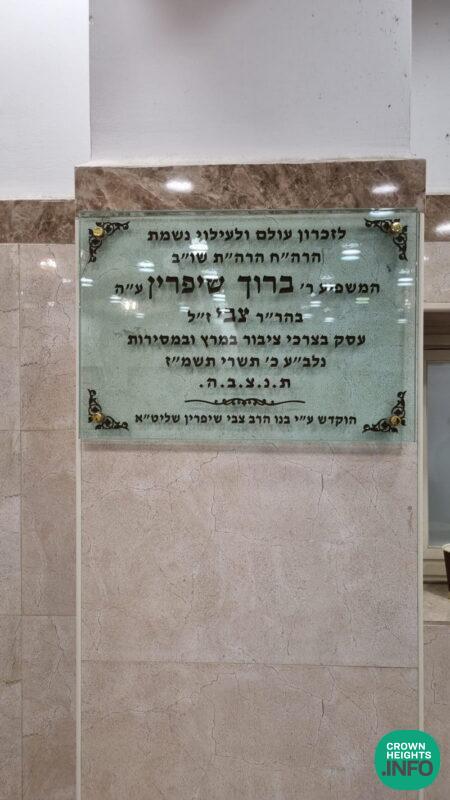 לזכרון עולם ולעילוי נשמת
הרה"ח הרה"ת שו"ב
המשפיע ר' ברוך שיפרין ע"ה
בהר"ר צבי ז"ל
עסק בצרכי ציבור במרץ ובמסירות
נלב"ע כ' תשרי תשמ"ז
ת.נ.צ.ב.ה.
הוקדש ע"י בנו הרב צבי שיפרין שליט"א
CROWN
HEIGHTS
.INFO